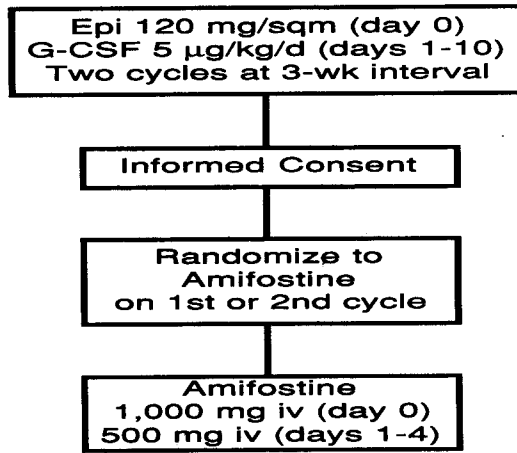 Epi 120 mg/sqm (day 0)
G-CSF 5 µg/kg/d (days 1-10)
Two cycles at 3-wk interval
Informed Consent
Randomize to
Amifostine
on 1st or 2nd cycle
Amifostine
1,000 mg iv (day 0)
500 mg iv (days 1-4)